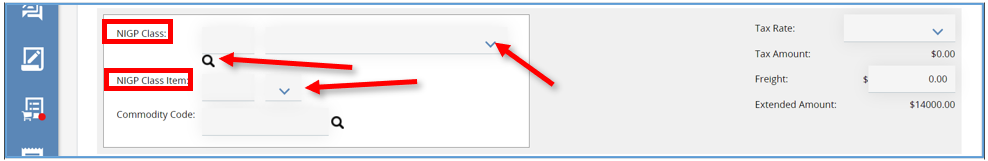 NIGP Class:
NIGP Class Item:
Commodity Code:
Tax Rate:
Tax Amount: $0.00
Freight: $ 0.00
Extended Amount: $14000.00